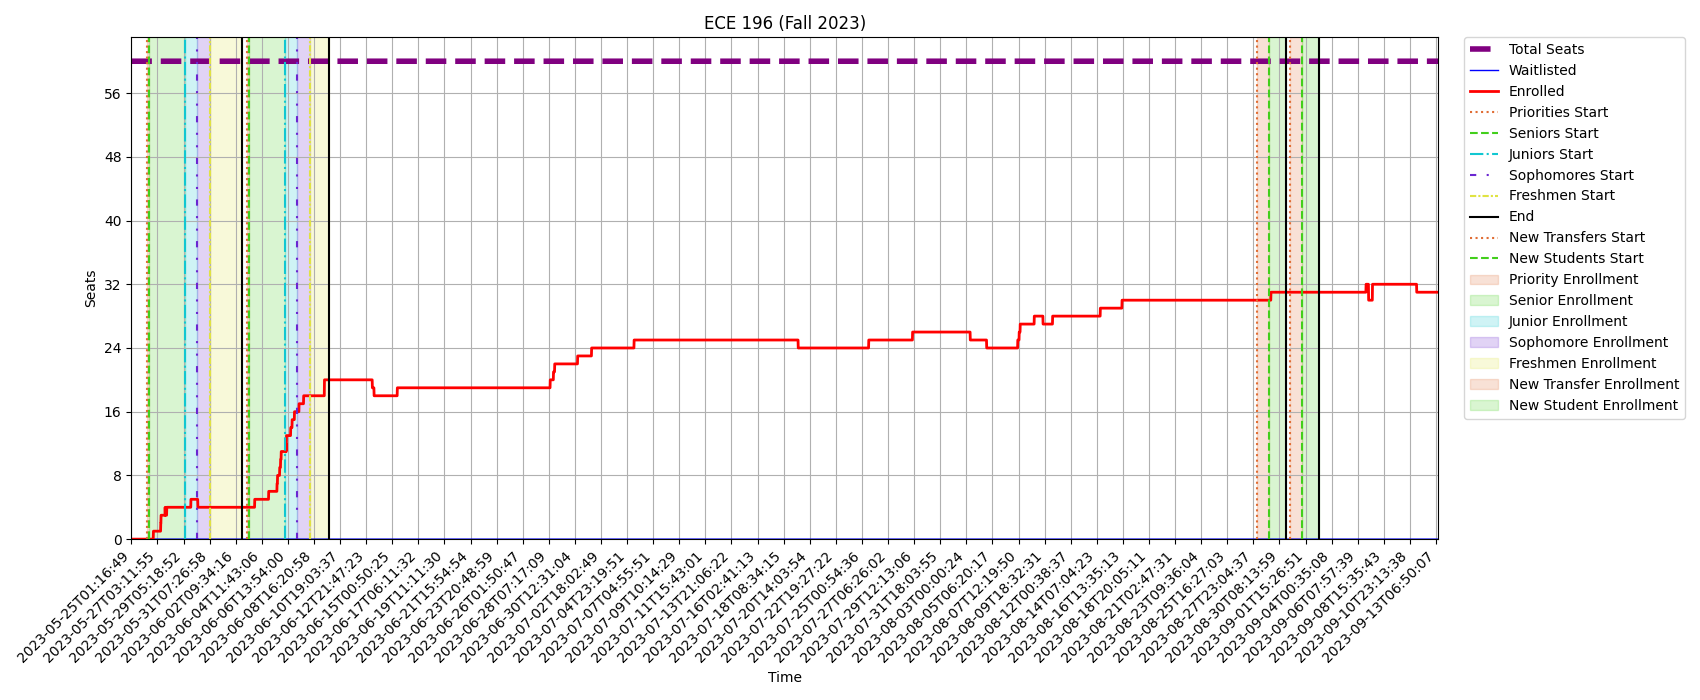 ECE 196 (Fall 2023)
Seats
56
48
40
32
24
16
8
0
2023-05-25T01:16:49
2023-05-27T03:11:55
2023-05-29T05:18:52
2023-05-31T07:26:58
2023-06-02T09:34:16
2023-06-04T11:43:06
2023-06-06T13:54:00
2023-06-08T16:20:58
2023-06-10T19:03:37
2023-06-12T21:47:23
2023-06-15T00:50:25
2023-06-17T06:11:32
2023-06-19T11:11:30
2023-06-21T15:54:54
2023-06-23T20:48:59
2023-06-26T01:50:47
2023-06-28T07:17:09
2023-06-30T12:31:04
2023-07-02T18:02:49
2023-07-04T23:19:51
2023-07-07T04:55:51
2023-07-09T10:14:29
2023-07-11T15:43:01
2023-07-13T21:06:22
2023-07-16T02:41:13
2023-07-18T08:34:15
2023-07-20T14:03:54
2023-07-22T19:27:22
2023-07-25T00:54:36
2023-07-27T06:26:02
2023-07-29T12:13:06
2023-07-31T18:03:55
2023-08-03T00:00:24
2023-08-05T06:20:17
2023-08-07T12:19:50
2023-08-09T18:32:31
2023-08-12T00:38:37
2023-08-14T07:04:23
2023-08-16T13:35:13
2023-08-18T20:05:11
2023-08-21T02:47:31
2023-08-23T09:36:04
2023-08-25T16:27:03
2023-08-27T23:04:37
2023-08-30T08:13:59
2023-09-01T15:26:51
2023-09-04T00:35:08
2023-09-06T07:57:39
2023-09-08T15:35:43
2023-09-10T23:13:38
2023-09-13T06:50:07
Time
Total Seats
Waitlisted
Enrolled
Priorities Start
Seniors Start
Juniors Start
Sophomores Start
Freshmen Start
End
New Transfers Start
New Students Start
Priority Enrollment
Senior Enrollment
Junior Enrollment
Sophomore Enrollment
Freshmen Enrollment
New Transfer Enrollment
New Student Enrollment